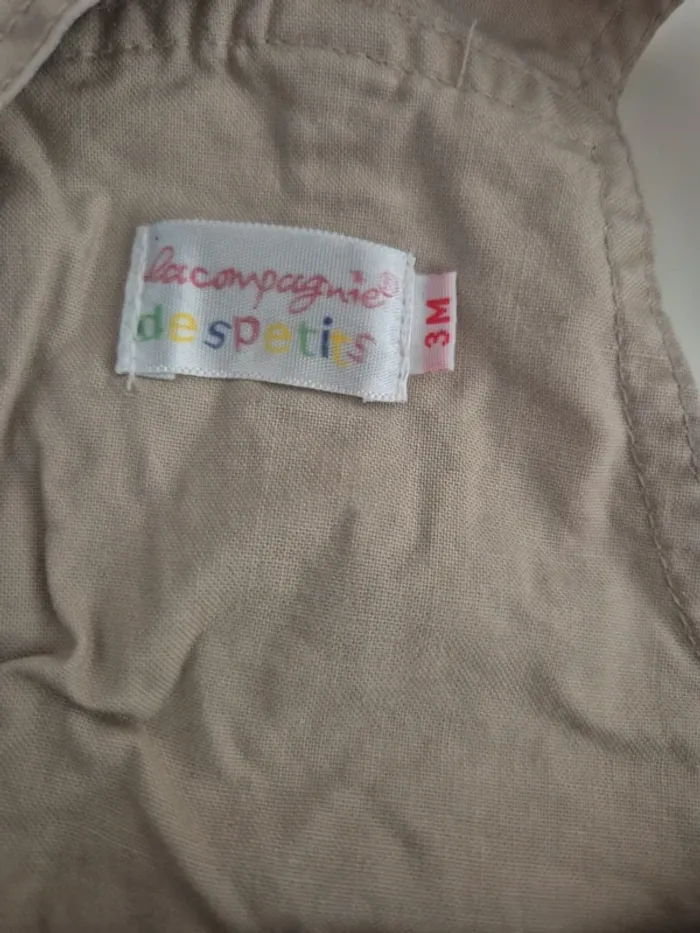 lacompagnie®
despetits
3M